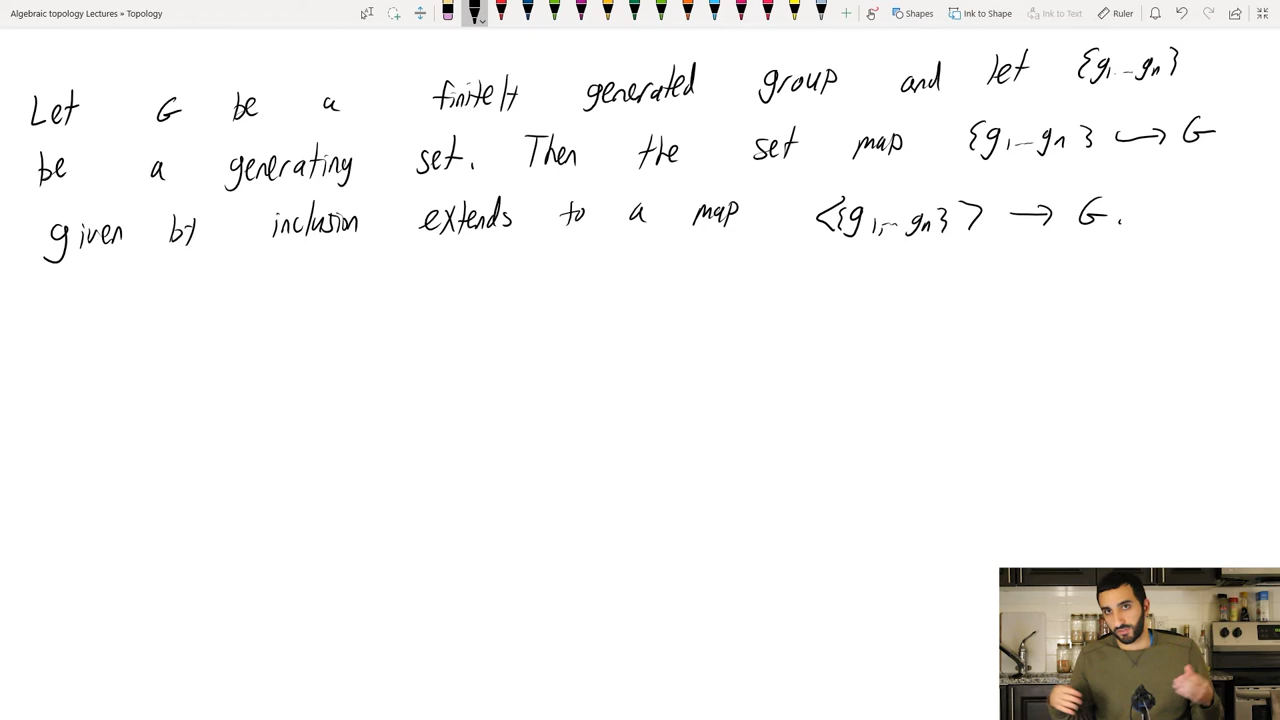 Algebraic topology Lectures » Topology
Shapes Ink to Shape Ink to Text Ruler
Let G be a finitelt generated group and let {g1...gn}
be a generating set. Then the set map {g1...gn} ↪ G
given by inclusion extends to a map <{g1,...gn}> → G.